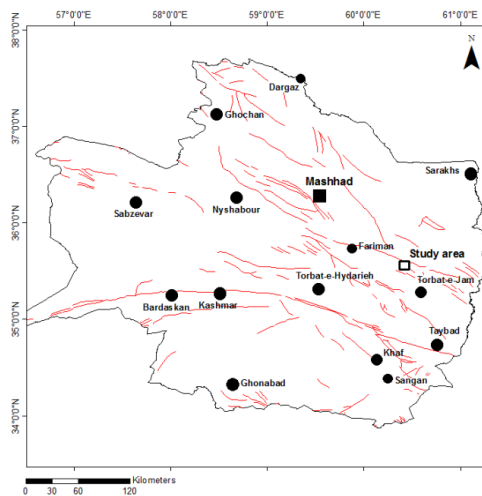 57°0'0"E 58°0'0"E 59°0'0"E 60°0'0"E 61°0'0"E
38°0'0"N
N
Dargaz
37°0'0"N
Ghochan
Sarakhs
Mashhad
Sabzevar
Nyshabour
36°0'0"N
Fariman
Study area
Torbat-e-Hydarieh
Torbat-e-Jam
Bardaskan
Kashmar
35°0'0"N
Taybad
Khaf
Sangan
Ghonabad
34°0'0"N
Kilometers
0 30 60 120